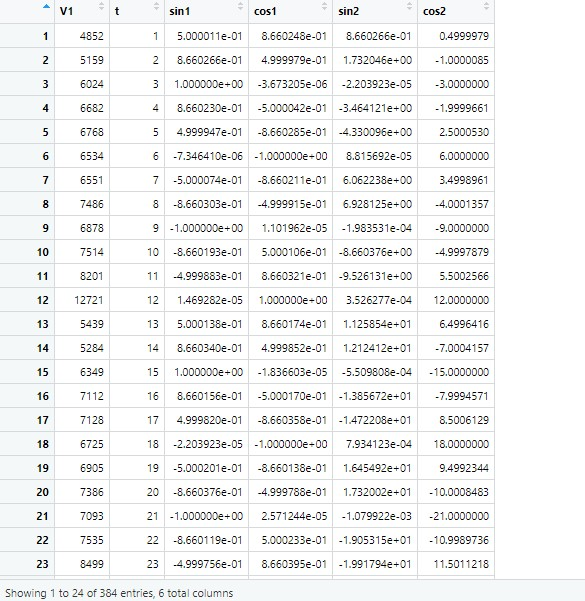 V1 t sin1 cos1 sin2 cos2
1 4852 1 5.000011e-01 8.660248e-01 8.660266e-01 0.4999979
2 5159 2 8.660266e-01 4.999979e-01 1.732046e+00 -1.0000085
3 6024 3 1.000000e+00 -3.673205e-06 -2.203923e-05 -3.0000000
4 6682 4 8.660230e-01 -5.000042e-01 -3.464121e+00 -1.9999661
5 6768 5 4.999947e-01 -8.660285e-01 -4.330096e+00 2.5000530
6 6534 6 -7.346410e-06 -1.000000e+00 8.815692e-05 6.0000000
7 6551 7 -5.000074e-01 -8.660211e-01 6.062238e+00 3.4998961
8 7486 8 -8.660303e-01 -4.999915e-01 6.928125e+00 -4.0001357
9 6878 9 -1.000000e+00 1.101962e-05 -1.983531e-04 -9.0000000
10 7514 10 -8.660193e-01 5.000106e-01 -8.660376e+00 -4.9997879
11 8201 11 -4.999883e-01 8.660321e-01 -9.526131e+00 5.5002566
12 12721 12 1.469282e-05 1.000000e+00 3.526277e-04 12.0000000
13 5439 13 5.000138e-01 8.660174e-01 1.125854e+01 6.4996416
14 5284 14 8.660340e-01 4.999852e-01 1.212412e+01 -7.0004157
15 6349 15 1.000000e+00 -1.836603e-05 -5.509808e-04 -15.0000000
16 7112 16 8.660156e-01 -5.000170e-01 -1.385672e+01 -7.9994571
17 7128 17 4.999820e-01 -8.660358e-01 -1.472208e+01 8.5006129
18 6725 18 -2.203923e-05 -1.000000e+00 7.934123e-04 18.0000000
19 6905 19 -5.000201e-01 -8.660138e-01 1.645492e+01 9.4992344
20 7386 20 -8.660376e-01 -4.999788e-01 1.732002e+01 -10.0008483
21 7093 21 -1.000000e+00 2.571244e-05 -1.079922e-03 -21.0000000
22 7535 22 -8.660119e-01 5.000233e-01 -1.905315e+01 -10.9989736
23 8499 23 -4.999756e-01 8.660395e-01 -1.991794e+01 11.5011218
Showing 1 to 24 of 384 entries, 6 total columns